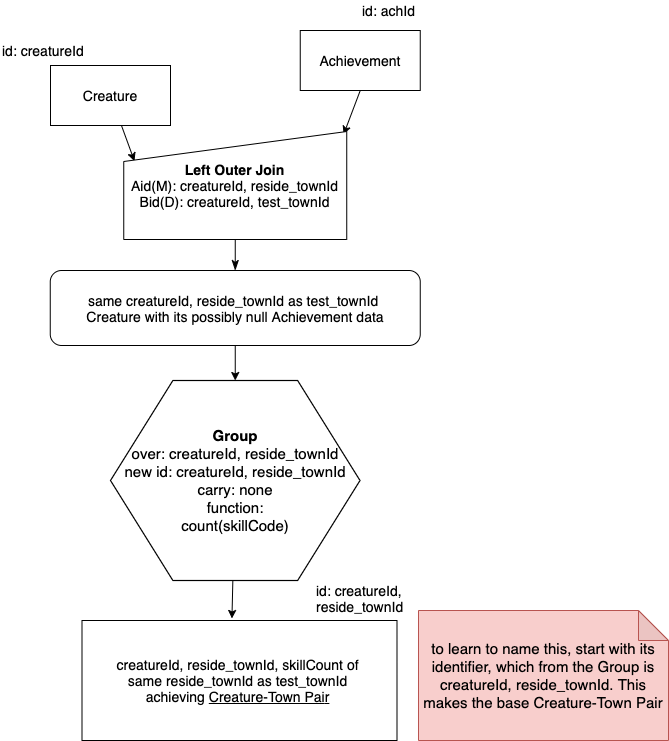 id: achId
id: creatureId
Achievement
Creature
Left Outer Join
Aid(M): creatureId, reside_townId
Bid(D): creatureId, test_townId
same creatureId, reside_townId as test_townId
Creature with its possibly null Achievement data
Group
over: creatureId, reside_townId
new id: creatureId, reside_townId
carry: none
function:
count(skillCode)
id: creatureId,
reside_townId
creatureId, reside_townId, skillCount of
same reside_townId as test_townId
achieving Creature-Town Pair
to learn to name this, start with its
identifier, which from the Group is
creatureId, reside_townId. This
makes the base Creature-Town Pair